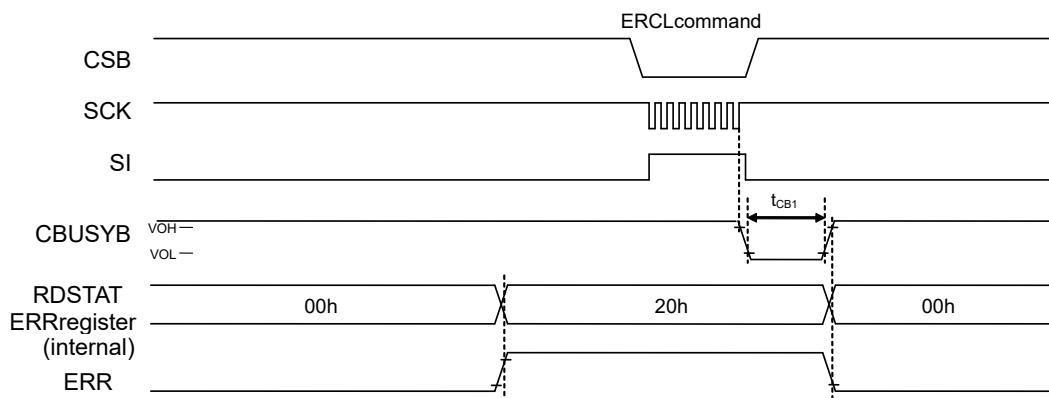 ERCLcommand
CSB
SCK
SI
tCB1
CBUSYB
VOH
VOL
RDSTAT
ERRregister
(internal)
00h
20h
00h
ERR